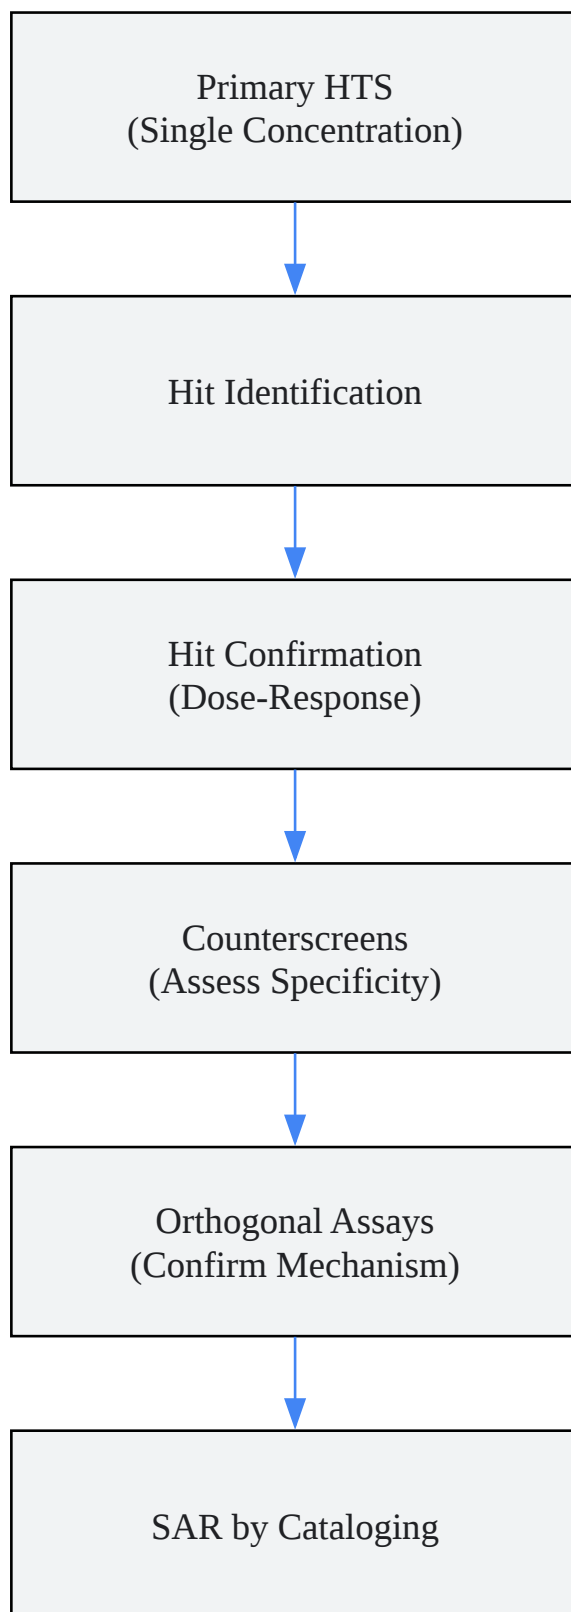 Primary HTS
(Single Concentration)
Hit Identification
Hit Confirmation
(Dose-Response)
Counterscreens
(Assess Specificity)
Orthogonal Assays
(Confirm Mechanism)
SAR by Cataloging